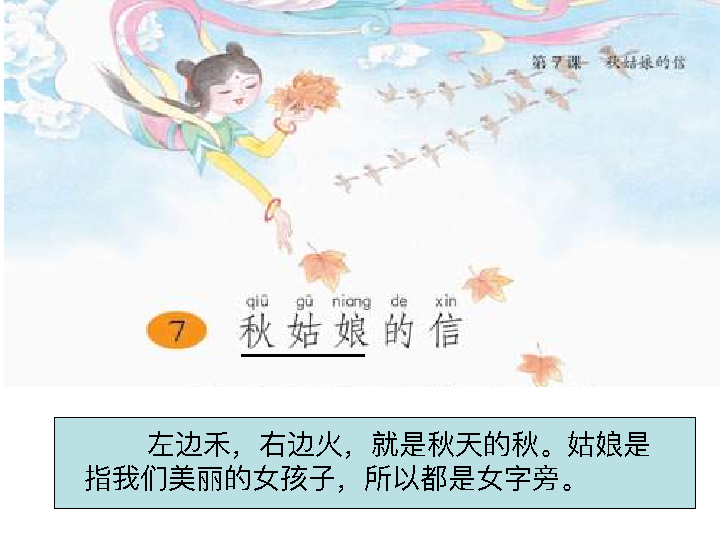 第7课 秋姑娘的信
qiū gū niang de xìn
7 秋姑娘的信
左边禾，右边火，就是秋天的秋。姑娘是
指我们美丽的女孩子，所以都是女字旁。